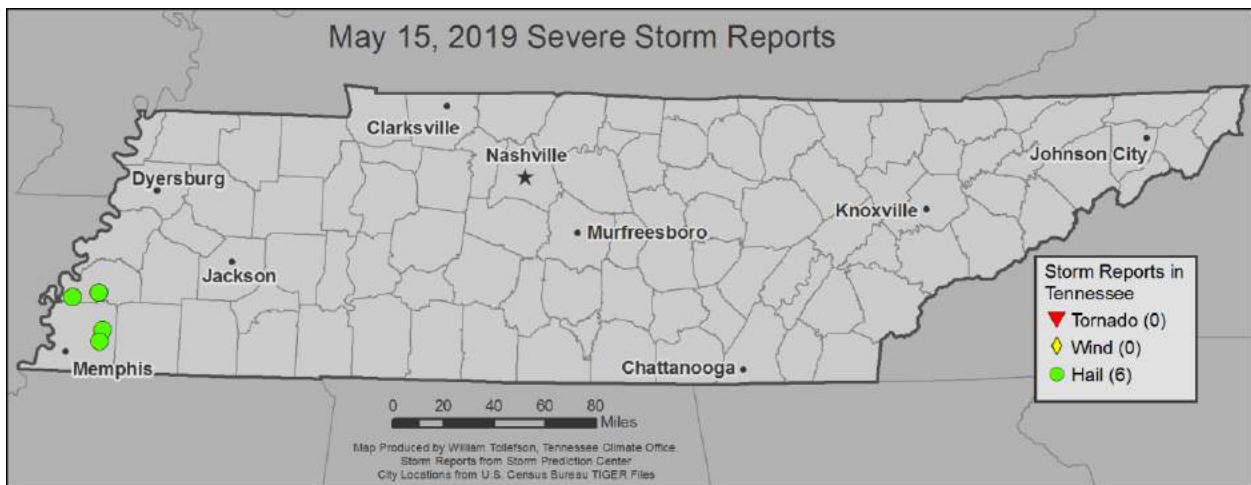 May 15, 2019 Severe Storm Reports
Clarksville
Nashville
Johnson City
Dyersburg
Knoxville
Murfreesboro
Jackson
Storm Reports in
Tennessee
Tornado (0)
Wind (0)
Hail (6)
Memphis
Chattanooga
0 20 40 60 80
Miles
Map Produced by William Tollefson, Tennessee Climate Office.
Storm Reports from Storm Prediction Center
City Locations from U.S. Census Bureau TIGER Files